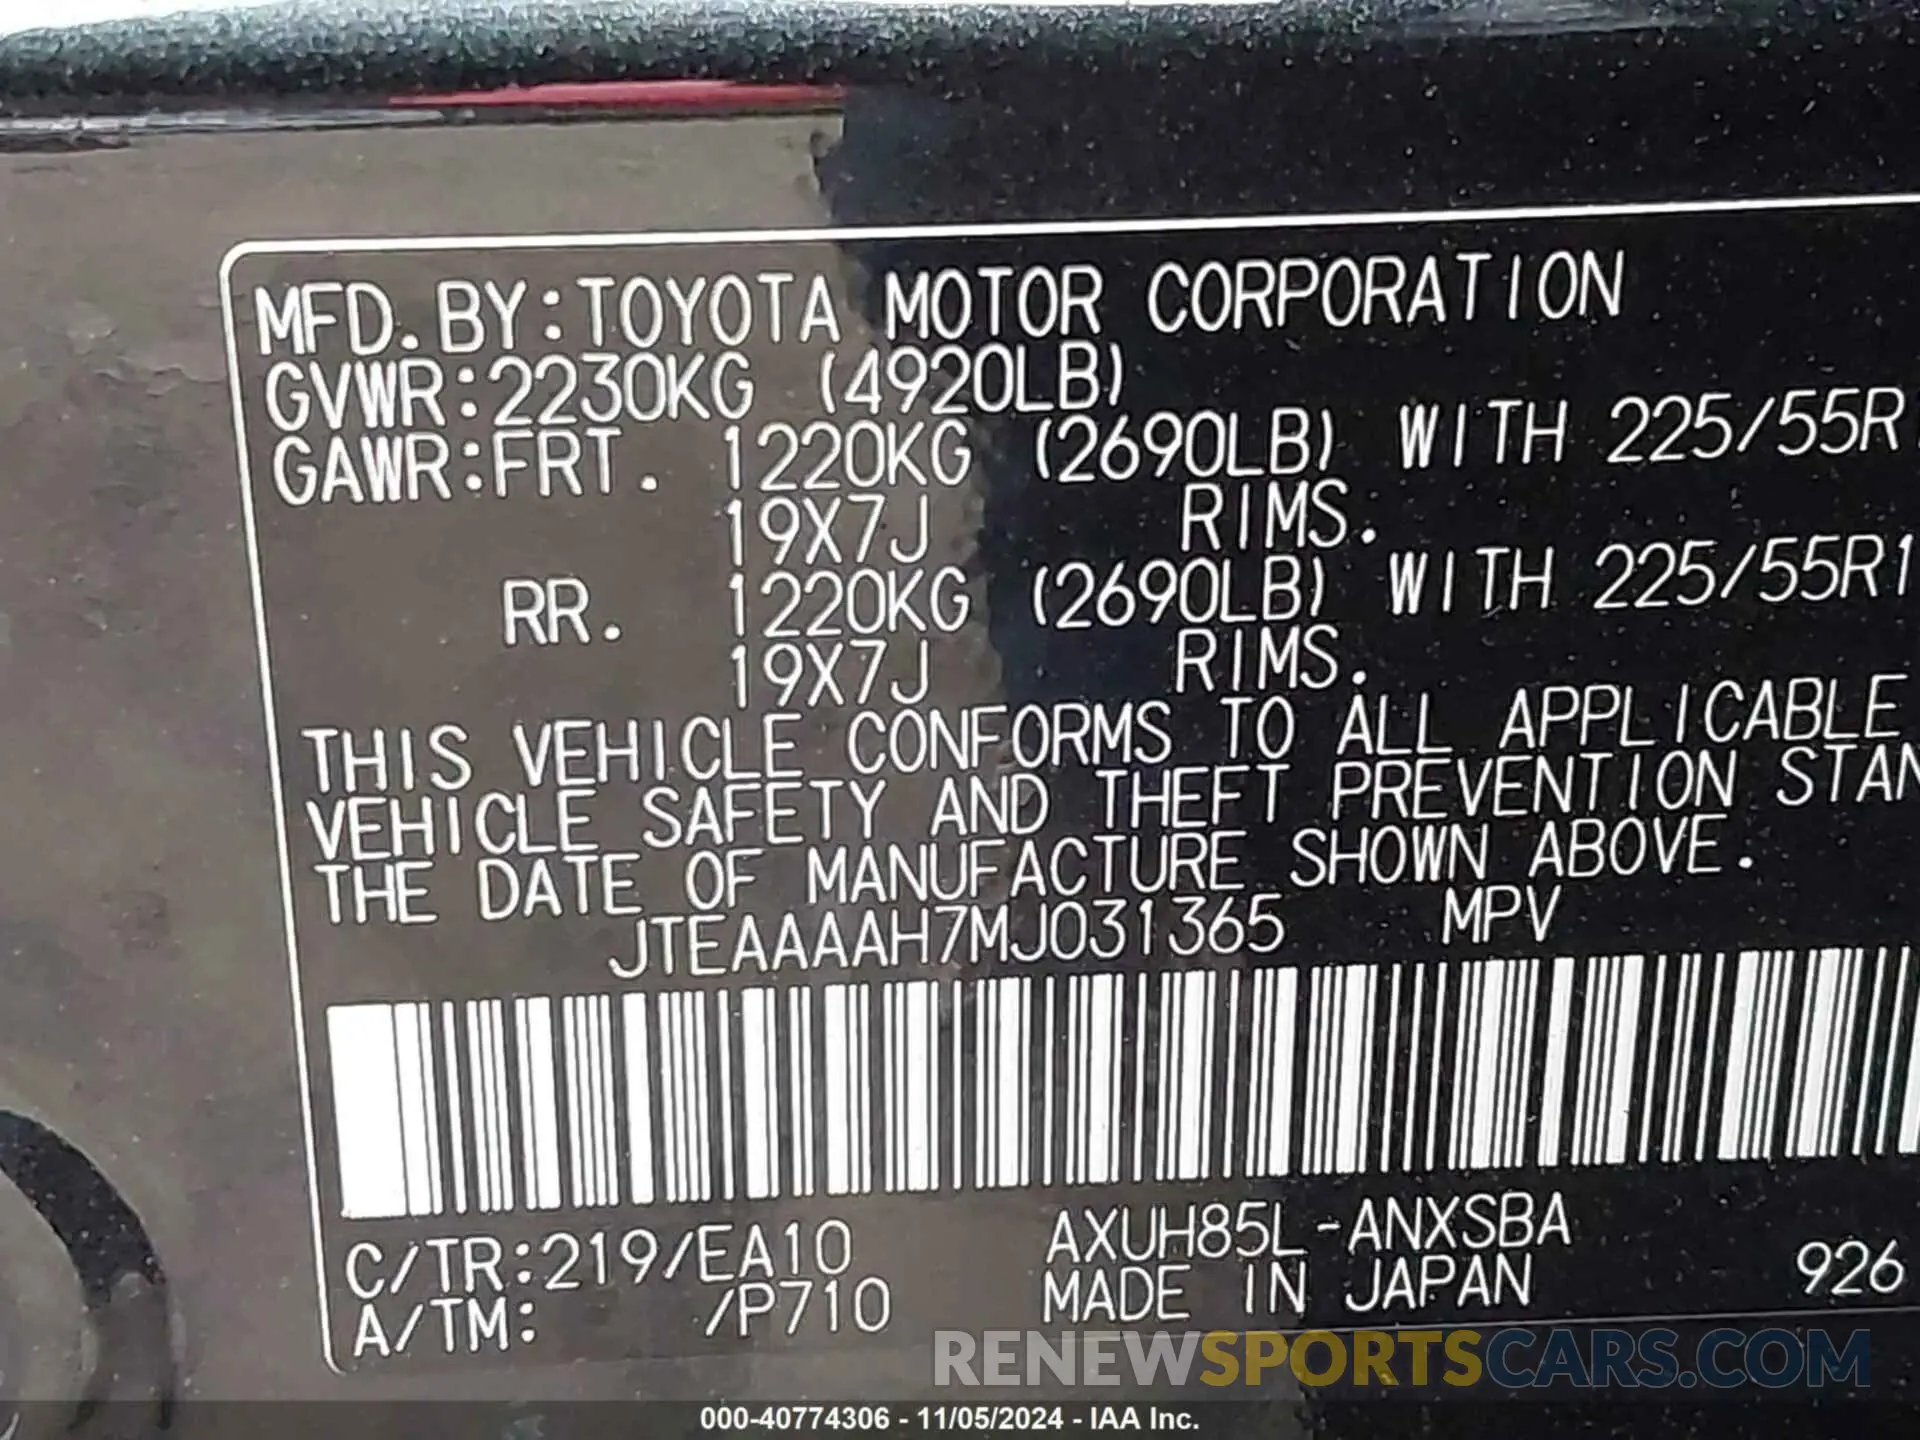 MFD.BY:TOYOTA MOTOR CORPORATION
GVWR:2230KG (4920LB)
GAWR:FRT. 1220KG (2690LB) WITH 225/55R
19X7J RIMS.
RR. 1220KG (2690LB) WITH 225/55R1
19X7J RIMS.
THIS VEHICLE CONFORMS TO ALL APPLICABLE
VEHICLE SAFETY AND THEFT PREVENTION STAN
THE DATE OF MANUFACTURE SHOWN ABOVE.
JTEAAAAH7MJ031365 MPV
C/TR:219/EA10 AXUH85L-ANXSBA
A/TM: /P710 MADE IN JAPAN 926
RENEWSPORTSCARS.COM
000-40774306 - 11/05/2024 - IAA Inc.